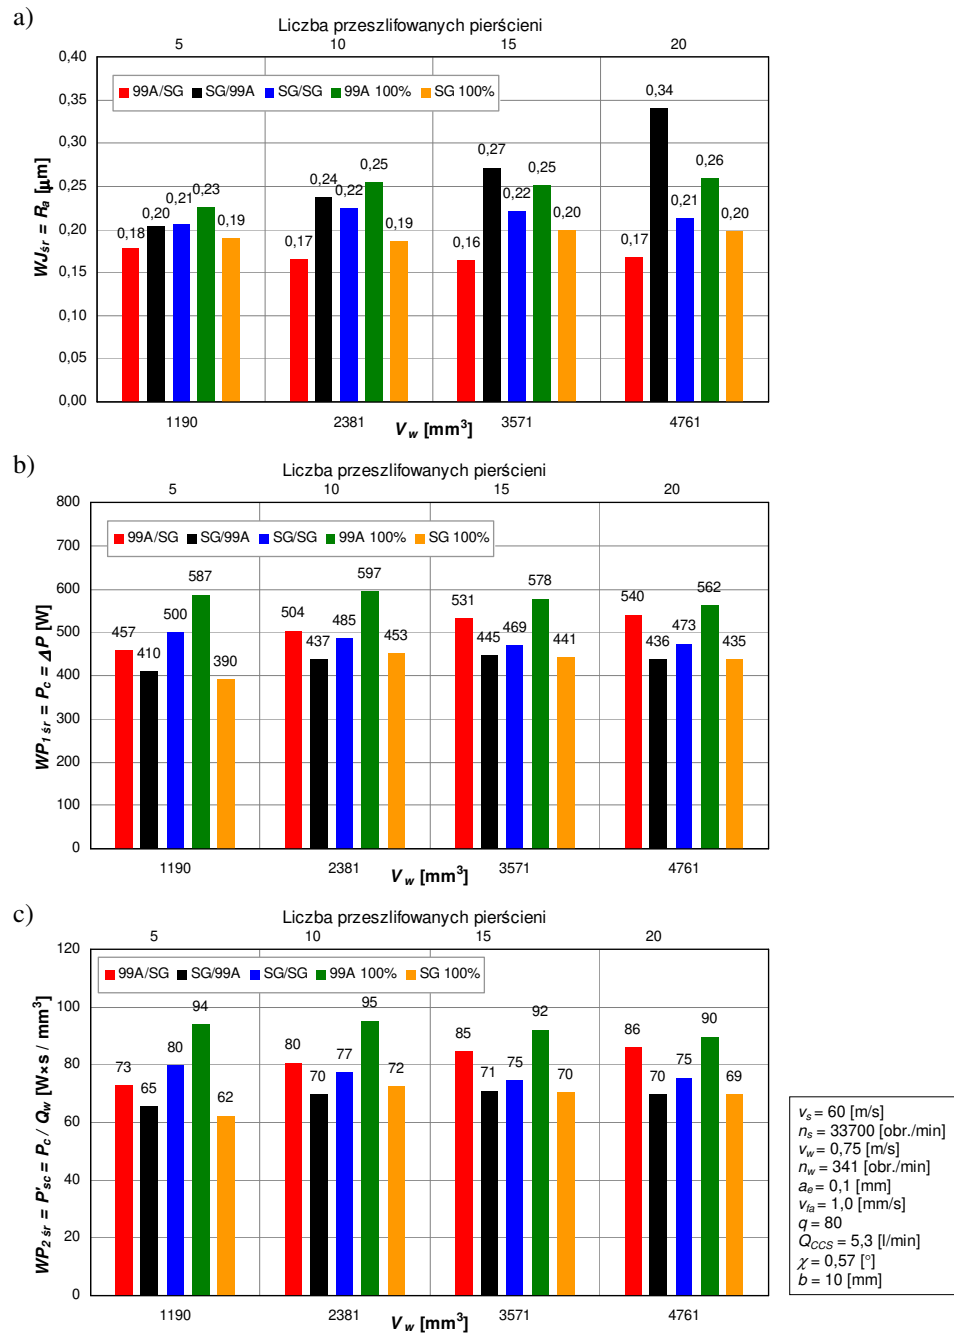 a)
Liczba przeszlifowanych pierścieni
5 10 15 20
0,40
0,35
0,30
0,25
0,20
0,15
0,10
0,05
0,00
WJśr = Ra [μm]
99A/SG SG/99A SG/SG 99A 100% SG 100%
0,18 0,20 0,21 0,23 0,19
0,17 0,24 0,22 0,25 0,19
0,16 0,27 0,22 0,25 0,20
0,17 0,34 0,21 0,26 0,20
1190 2381 3571 4761
Vw [mm³]
b)
Liczba przeszlifowanych pierścieni
5 10 15 20
800
700
600
500
400
300
200
100
0
WP1 śr = Pc = ΔP [W]
99A/SG SG/99A SG/SG 99A 100% SG 100%
457 410 500 587 390
504 437 485 597 453
531 445 469 578 441
540 436 473 562 435
1190 2381 3571 4761
Vw [mm³]
c)
Liczba przeszlifowanych pierścieni
5 10 15 20
120
100
80
60
40
20
0
WP2 śr = P'sc = Pc / Qw [W×s / mm³]
99A/SG SG/99A SG/SG 99A 100% SG 100%
73 65 80 94 62
80 70 77 95 72
85 71 75 92 70
86 70 75 90 69
1190 2381 3571 4761
Vw [mm³]
vs = 60 [m/s]
ns = 33700 [obr./min]
vw = 0,75 [m/s]
nw = 341 [obr./min]
ae = 0,1 [mm]
vfa = 1,0 [mm/s]
q = 80
QCCS = 5,3 [l/min]
χ = 0,57 [°]
b = 10 [mm]